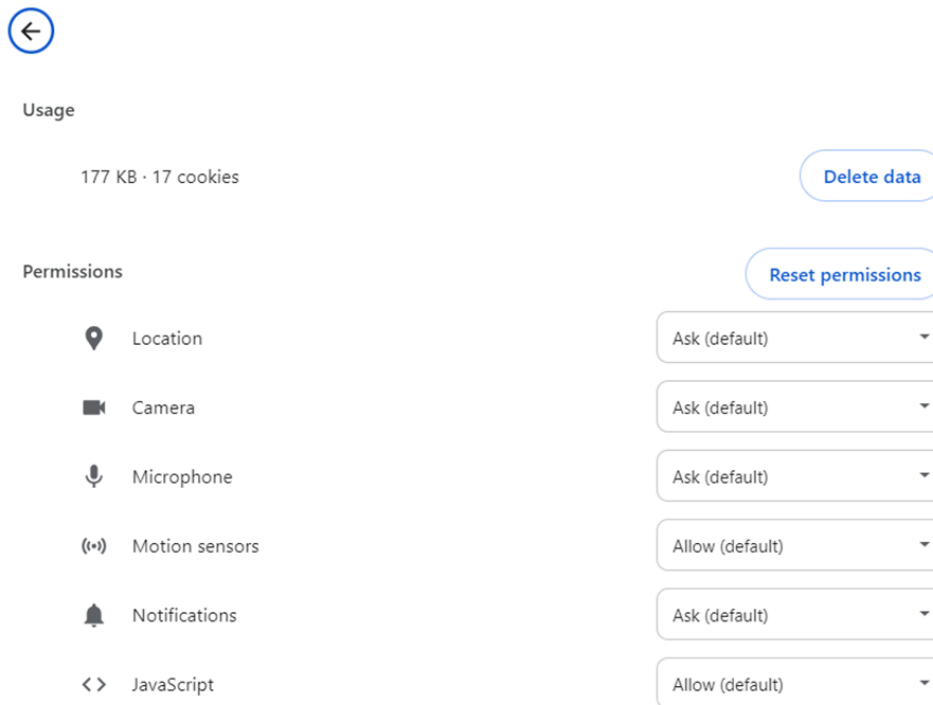 Usage
177 KB · 17 cookies
Delete data
Permissions
Reset permissions
Location
Ask (default)
Camera
Ask (default)
Microphone
Ask (default)
Motion sensors
Allow (default)
Notifications
Ask (default)
JavaScript
Allow (default)